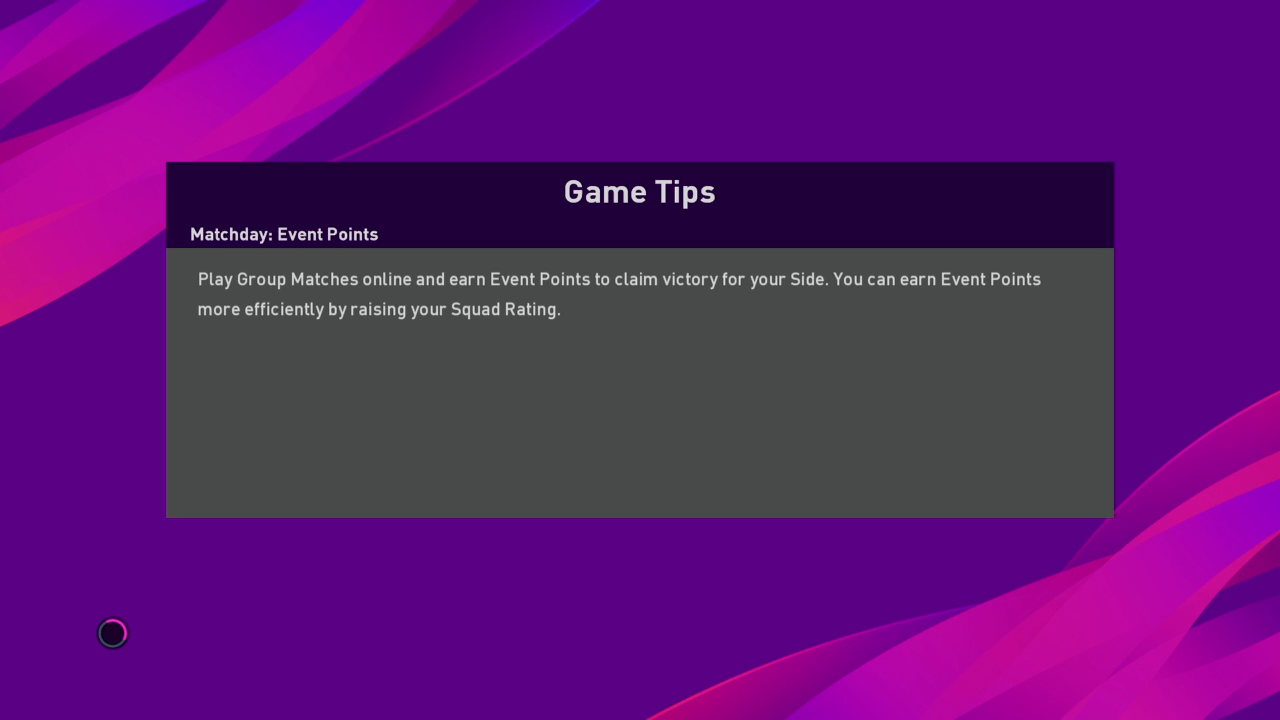 Game Tips
Matchday: Event Points
Play Group Matches online and earn Event Points to claim victory for your Side. You can earn Event Points
more efficiently by raising your Squad Rating.